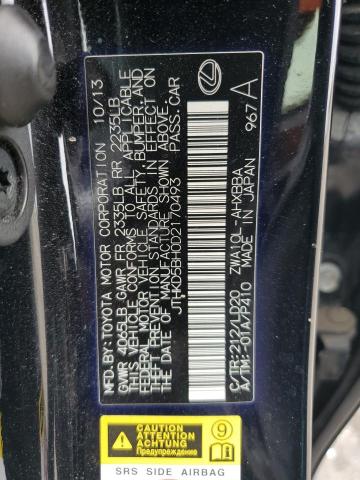 MFD.BY:TOYOTA MOTOR CORPORATION 10/13
GVWR 4065LB GAWR FR 2335LB RR 2235LB
THIS VEHICLE CONFORMS TO ALL APPLICABLE
FEDERAL MOTOR VEHICLE SAFETY, BUMPER, AND
THEFT PREVENTION STANDARDS IN EFFECT ON
THE DATE OF MANUFACTURE SHOWN ABOVE.
JTHKD5BH0D2170493 PASS.CAR
C/TR:212/LD20 ZWA10L-AHXBBA
A/TM:-01A/P410 MADE IN JAPAN 967 A
CAUTION
ATTENTION
ACHTUNG
Предупреждение
9
SRS SIDE AIRBAG